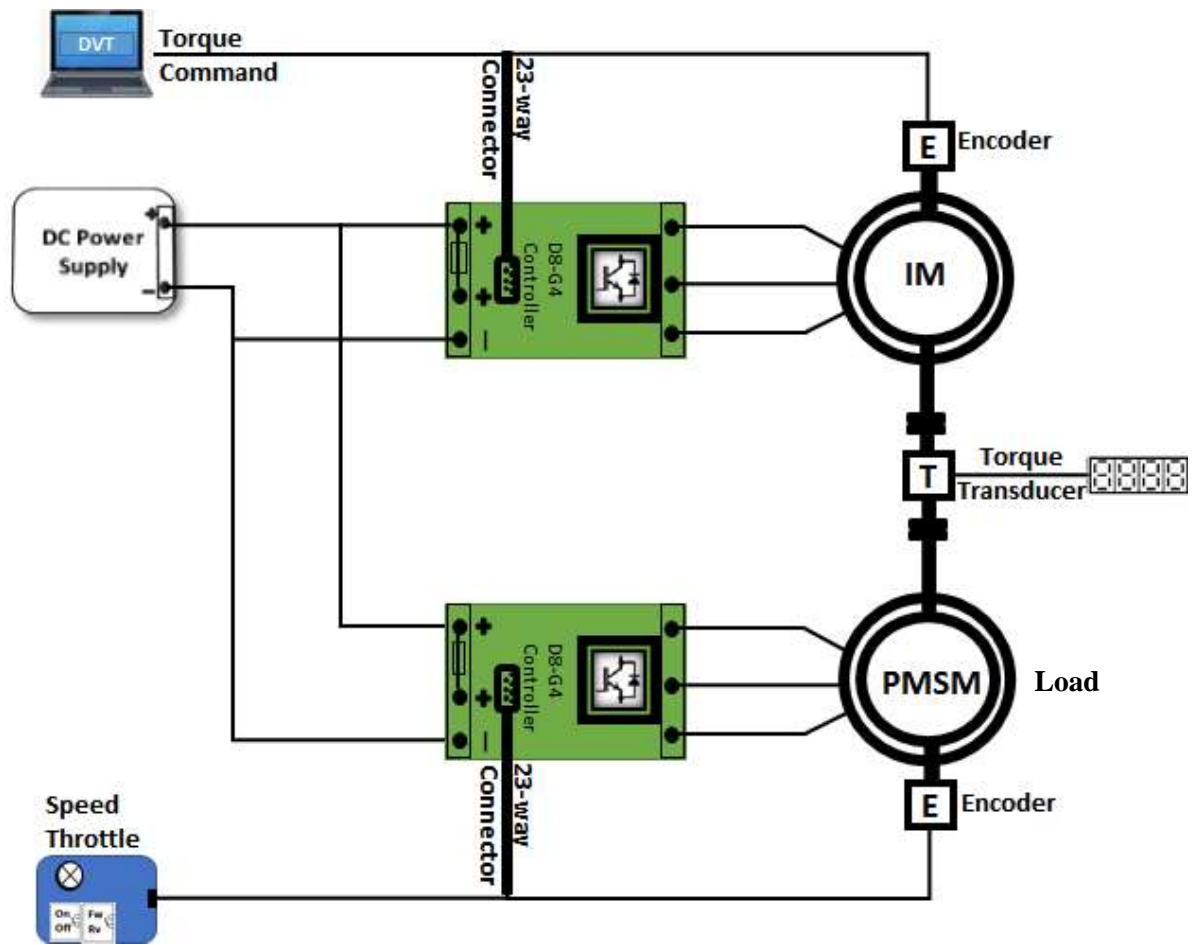 DVT
Torque
Command
23-way
Connector
E
Encoder
DC Power
Supply
+
−
+
+
−
D8-G4
Controller
IM
T
Torque
Transducer
8888
+
+
−
D8-G4
Controller
PMSM
Load
23-way
Connector
E
Encoder
Speed
Throttle
On
Off
Fw
Rv